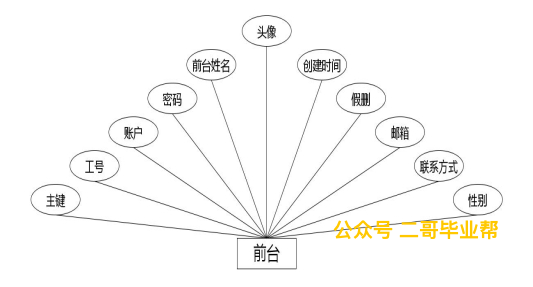 头像
前台姓名
创建时间
密码
假删
账户
邮箱
工号
联系方式
主键
性别
公众号 二哥毕业帮
前台